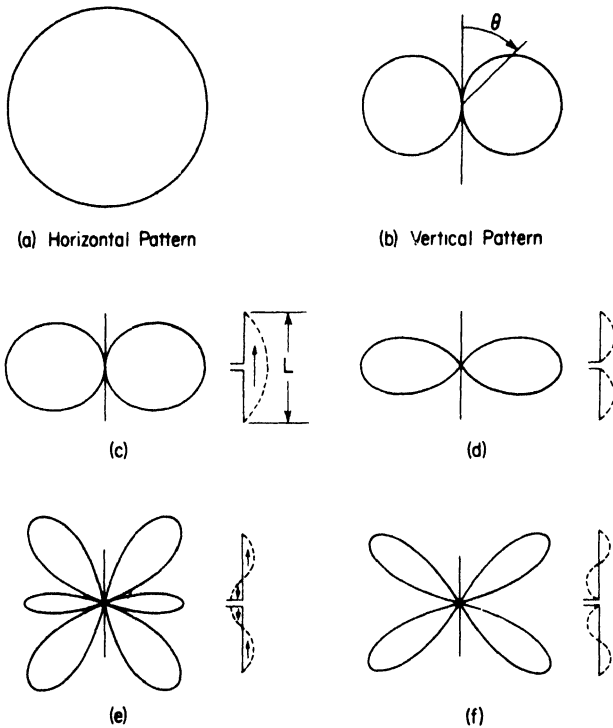 θ
(a) Horizontal Pattern
(b) Vertical Pattern
L
(c)
(d)
(e)
(f)